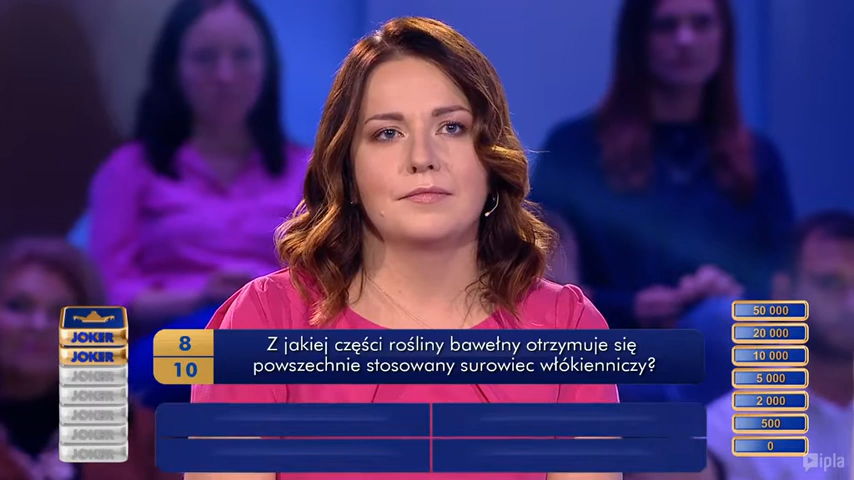 8
10
Z jakiej części rośliny bawełny otrzymuje się
powszechnie stosowany surowiec włókienniczy?
JOKER
JOKER
JOKER
JOKER
JOKER
JOKER
JOKER
50 000
20 000
10 000
5 000
2 000
500
0
ipla